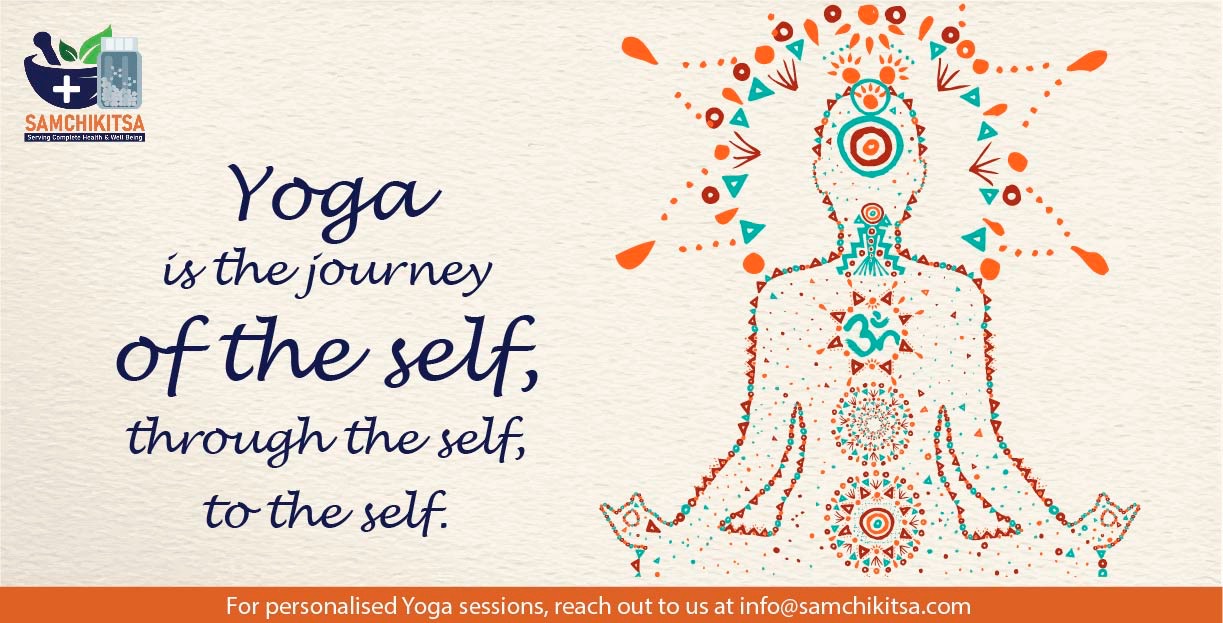 SAMCHIKITSA
Serving Complete Health & Well Being
Yoga
is the journey
of the self,
through the self,
to the self.
ॐ
For personalised Yoga sessions, reach out to us at info@samchikitsa.com